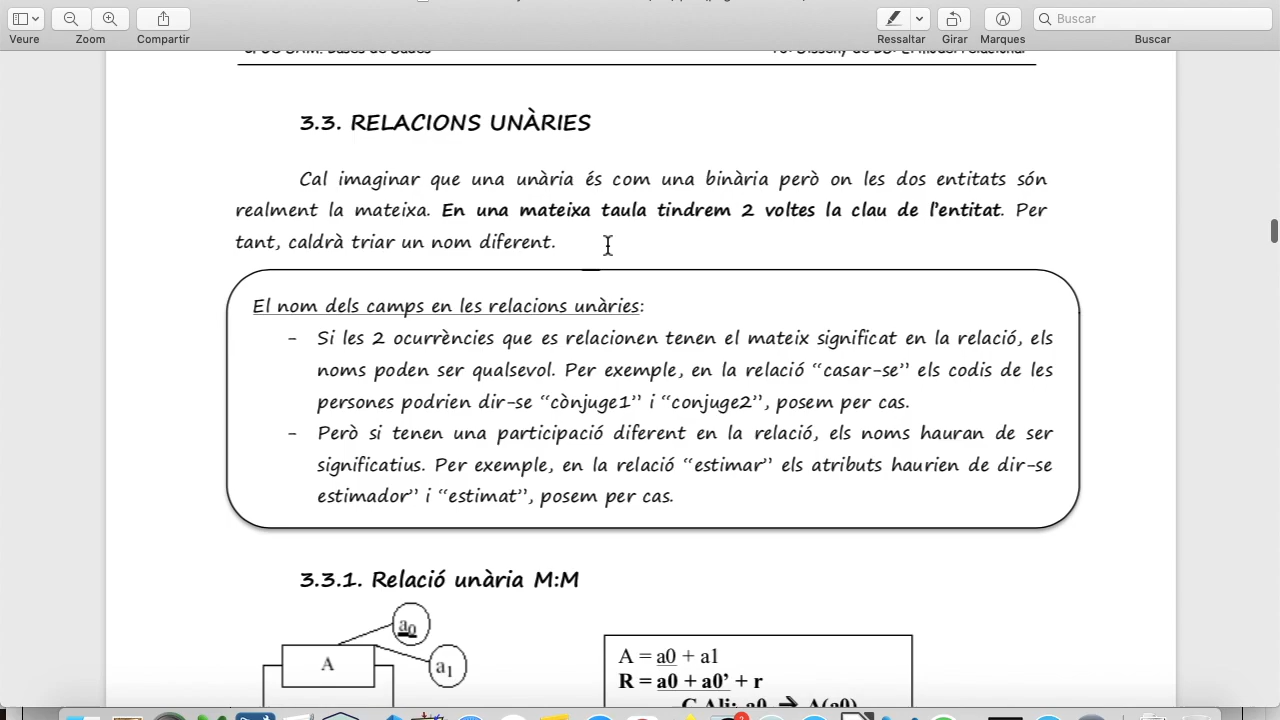 Veure
Zoom
Compartir
Ressaltar
Girar
Marques
Buscar
Buscar
3.3. RELACIONS UNÀRIES
Cal imaginar que una unària és com una binària però on les dos entitats són
realment la mateixa. En una mateixa taula tindrem 2 voltes la clau de l'entitat. Per
tant, caldrà triar un nom diferent.
El nom dels camps en les relacions unàries:
- Si les 2 ocurrències que es relacionen tenen el mateix significat en la relació, els
noms poden ser qualsevol. Per exemple, en la relació “casar-se” els codis de les
persones podrien dir-se “cònjuge1” i “conjuge2”, posem per cas.
- Però si tenen una participació diferent en la relació, els noms hauran de ser
significatius. Per exemple, en la relació “estimar” els atributs haurien de dir-se
estimador” i “estimat”, posem per cas.
3.3.1. Relació unària M:M
a0
A
a1
A = a0 + a1
R = a0 + a0’ + r
C.Ali: a0 → A(a0)